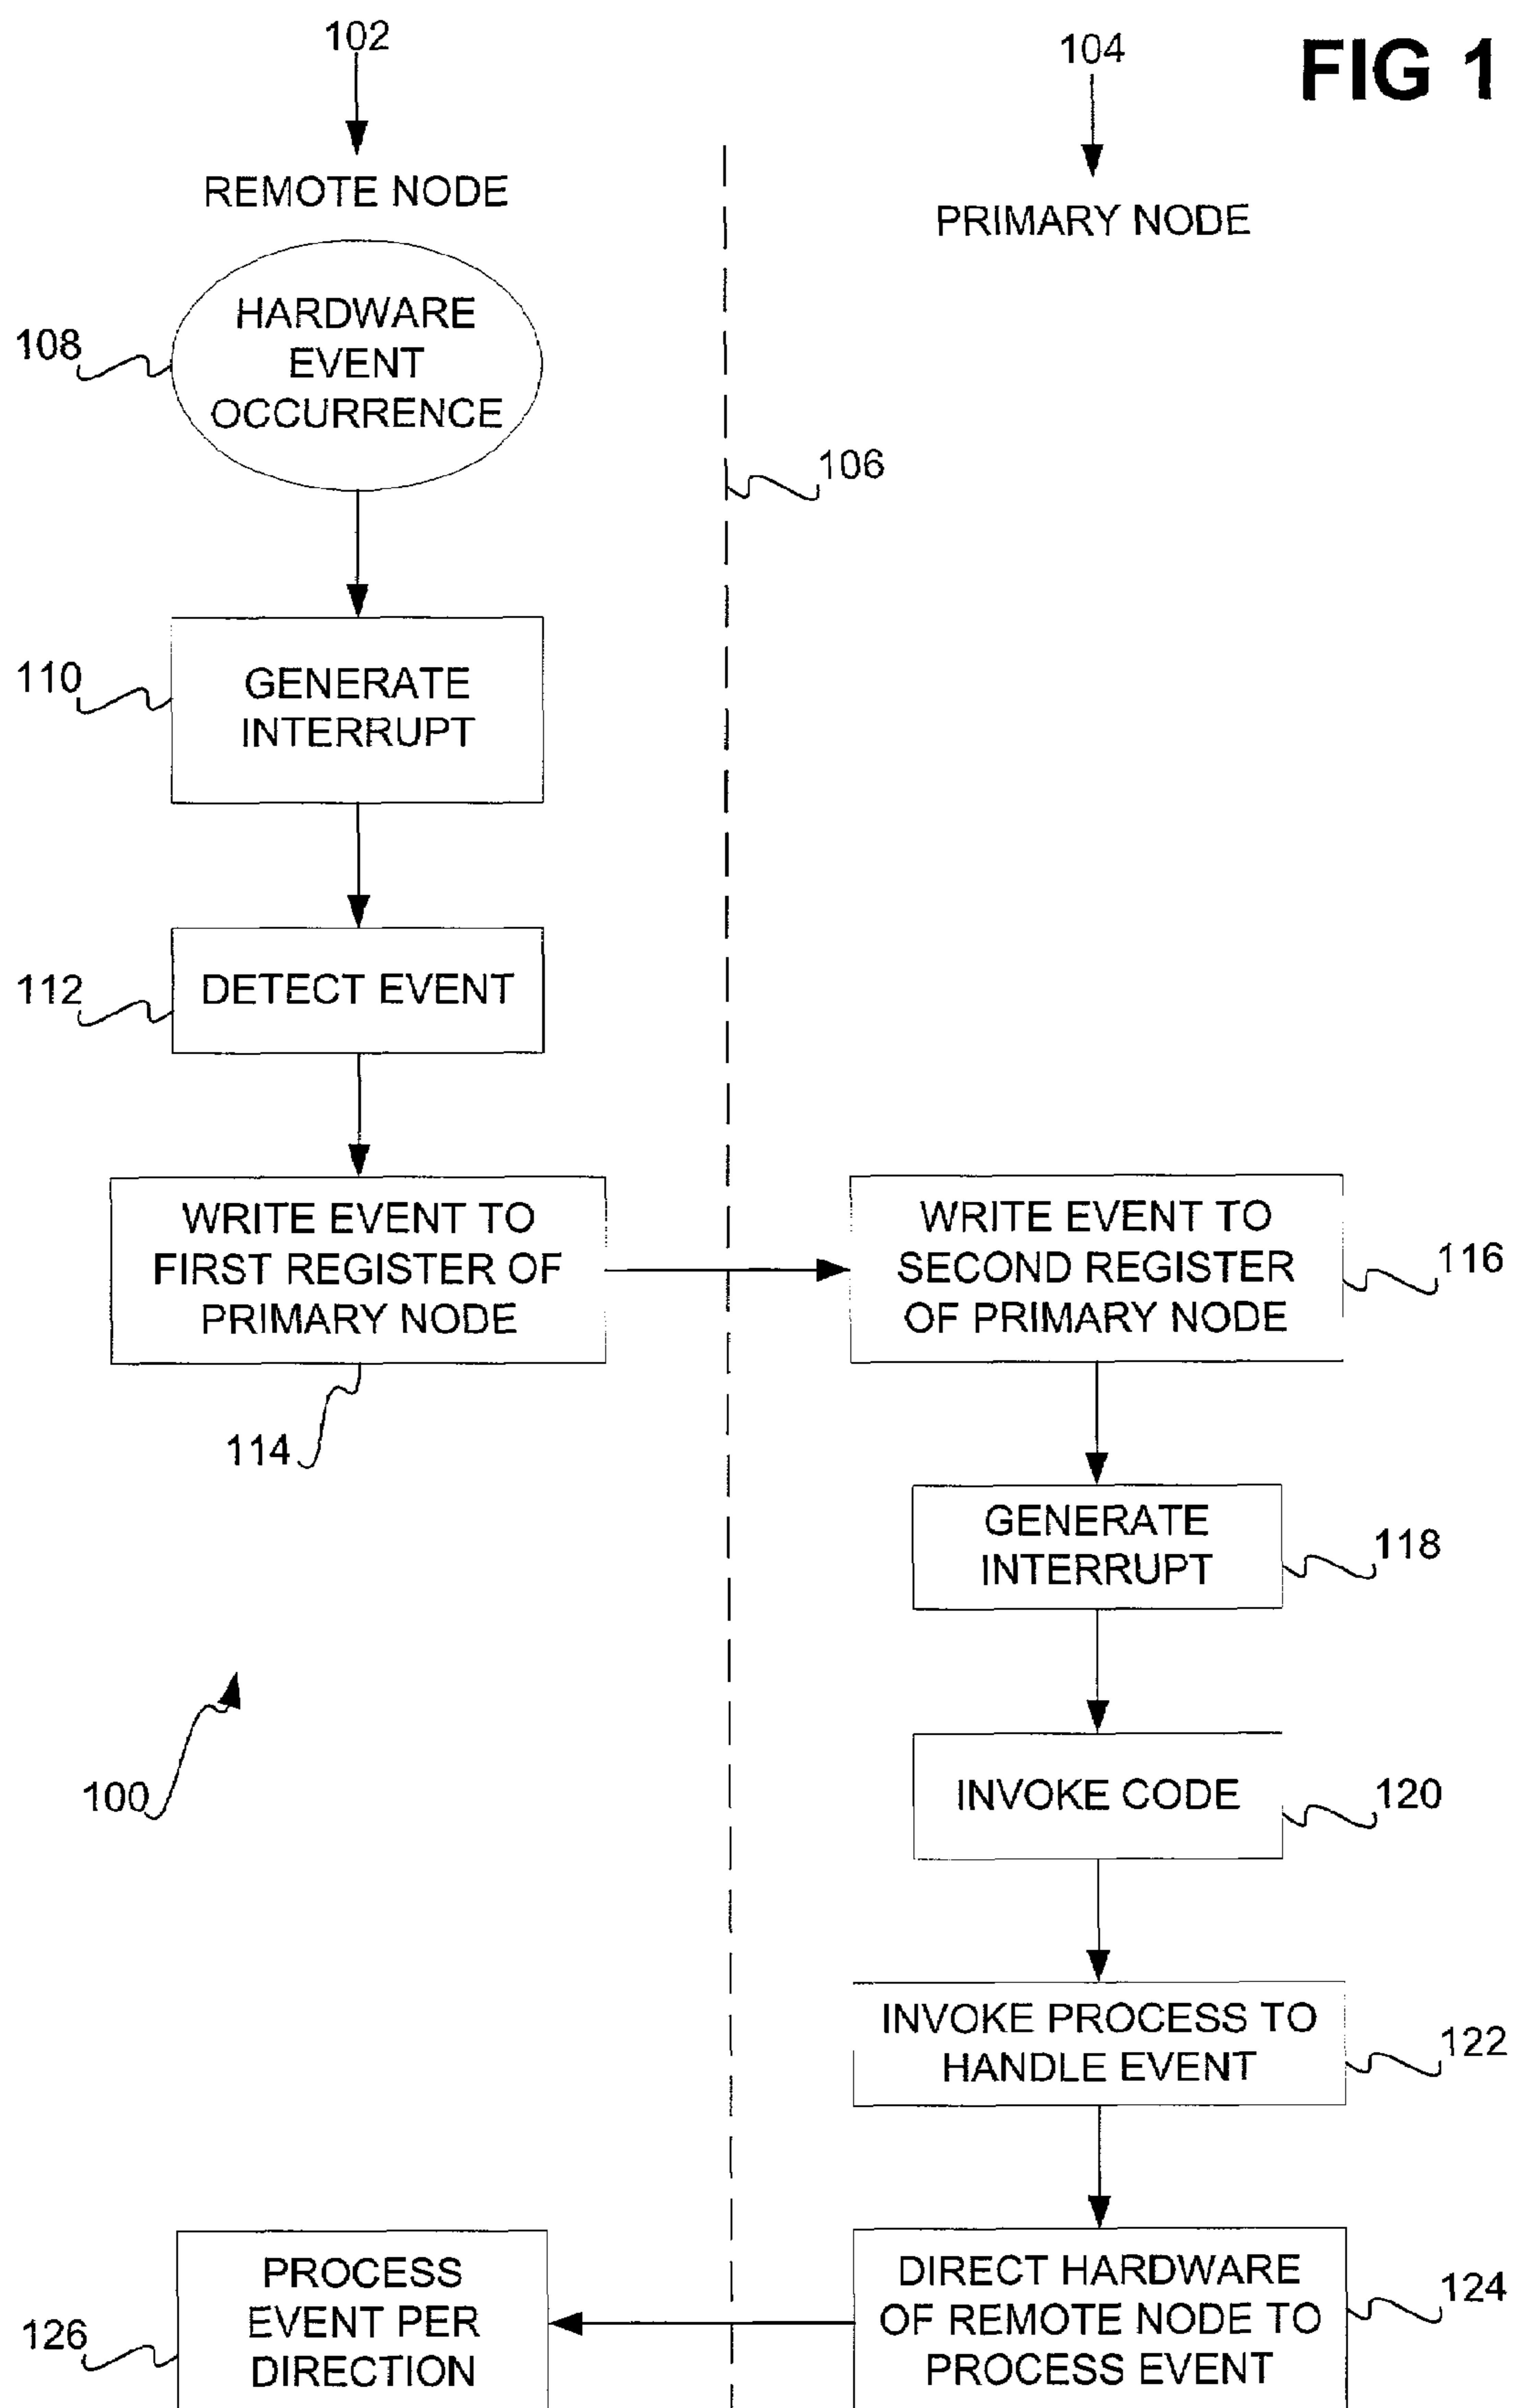 102
104
FIG 1
REMOTE NODE
PRIMARY NODE
HARDWARE
EVENT
OCCURRENCE
108
106
GENERATE
INTERRUPT
110
DETECT EVENT
112
WRITE EVENT TO
FIRST REGISTER OF
PRIMARY NODE
114
WRITE EVENT TO
SECOND REGISTER
OF PRIMARY NODE
116
GENERATE
INTERRUPT
118
100
INVOKE CODE
120
INVOKE PROCESS TO
HANDLE EVENT
122
DIRECT HARDWARE
OF REMOTE NODE TO
PROCESS EVENT
124
PROCESS
EVENT PER
DIRECTION
126